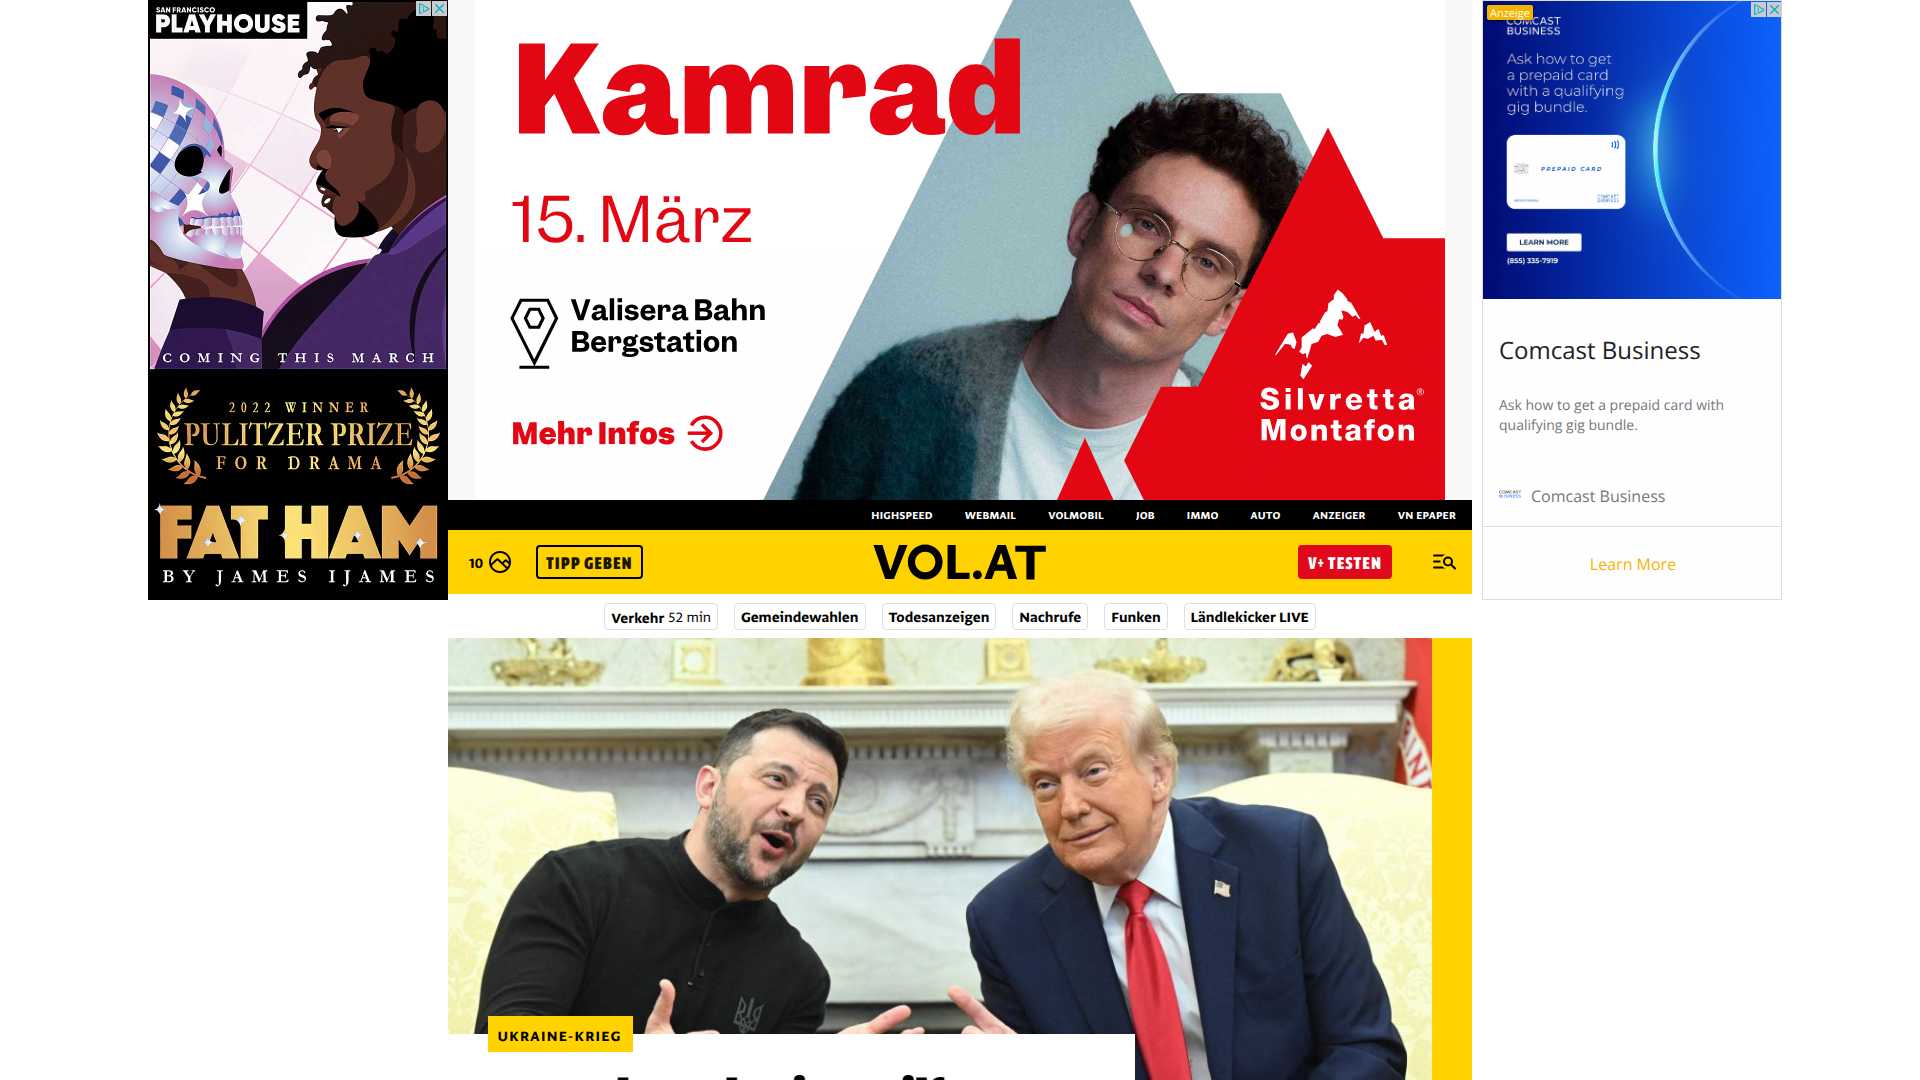 SAN FRANCISCO
PLAYHOUSE
COMING THIS MARCH
2022 WINNER
PULITZER PRIZE
FOR DRAMA
FAT HAM
BY JAMES IJAMES
Kamrad
15. März
Valisera Bahn
Bergstation
Mehr Infos
Silvretta®
Montafon
Anzeige
COMCAST
BUSINESS
Ask how to get
a prepaid card
with a qualifying
gig bundle.
PREPAID CARD
COMCAST
BUSINESS
LEARN MORE
(855) 335-7919
Comcast Business
Ask how to get a prepaid card with
qualifying gig bundle.
COMCAST
BUSINESS
Comcast Business
Learn More
HIGHSPEED WEBMAIL VOLMOBIL JOB IMMO AUTO ANZEIGER VN EPAPER
10 TIPP GEBEN VOL.AT V+ TESTEN
Verkehr 52 min Gemeindewahlen Todesanzeigen Nachrufe Funken Ländlekicker LIVE
UKRAINE-KRIEG